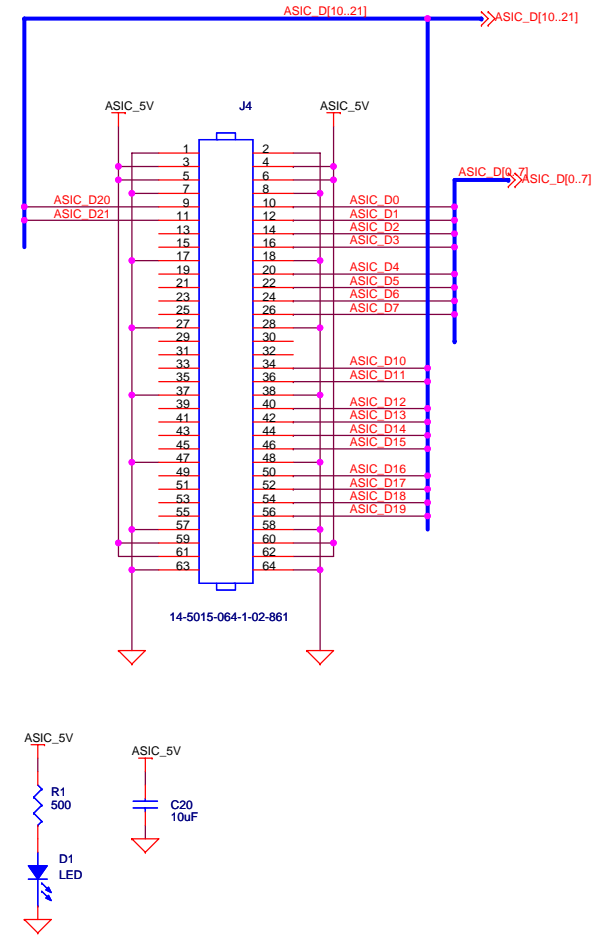 ASIC_D[10..21]
ASIC_D[10..21]
ASIC_5V
J4
ASIC_5V
ASIC_D[0..7]
ASIC_D[0..7]
1 2
3 4
5 6
7 8
ASIC_D20 9 10 ASIC_D0
ASIC_D21 11 12 ASIC_D1
13 14 ASIC_D2
15 16 ASIC_D3
17 18
19 20 ASIC_D4
21 22 ASIC_D5
23 24 ASIC_D6
25 26 ASIC_D7
27 28
29 30
31 32
33 34 ASIC_D10
35 36 ASIC_D11
37 38
39 40 ASIC_D12
41 42 ASIC_D13
43 44 ASIC_D14
45 46 ASIC_D15
47 48
49 50 ASIC_D16
51 52 ASIC_D17
53 54 ASIC_D18
55 56 ASIC_D19
57 58
59 60
61 62
63 64
14-5015-064-1-02-861
ASIC_5V
R1
500
D1
LED
ASIC_5V
C20
10uF